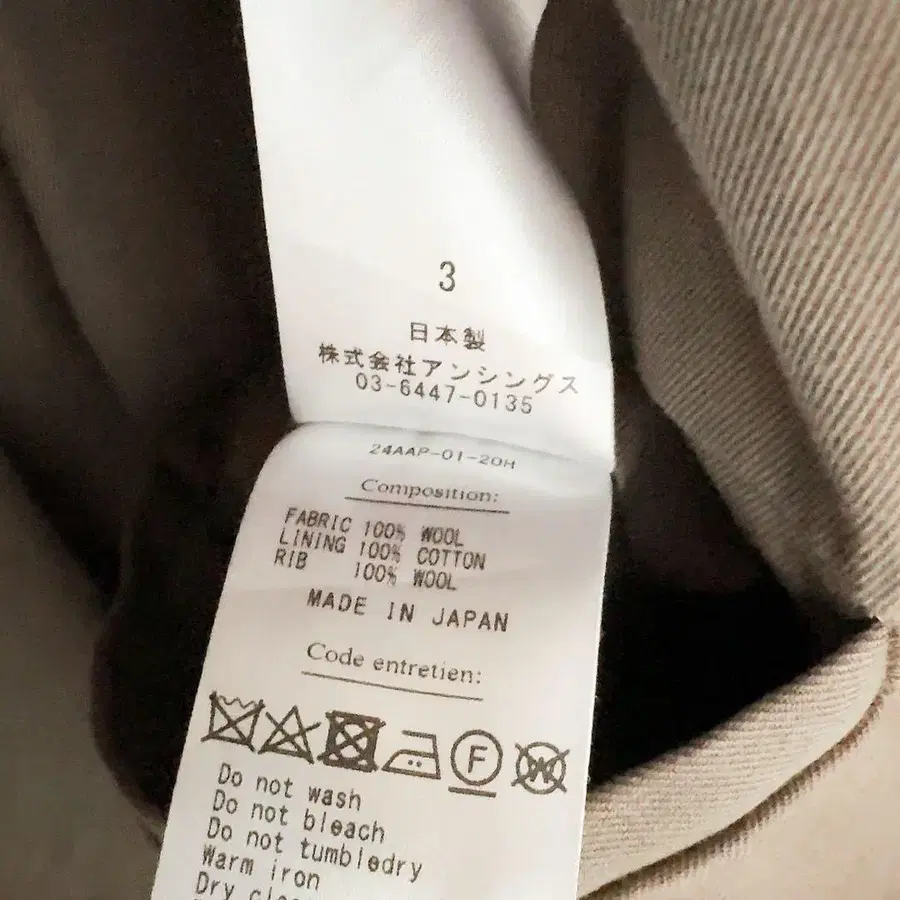 3
日本製
株式会社アンシングス
03-6447-0135
24AAP-01-20H
Composition:
FABRIC 100% WOOL
LINING 100% COTTON
RIB 100% WOOL
MADE IN JAPAN
Code entretien:
F
W
Do not wash
Do not bleach
Do not tumbledry
Warm iron
Dry